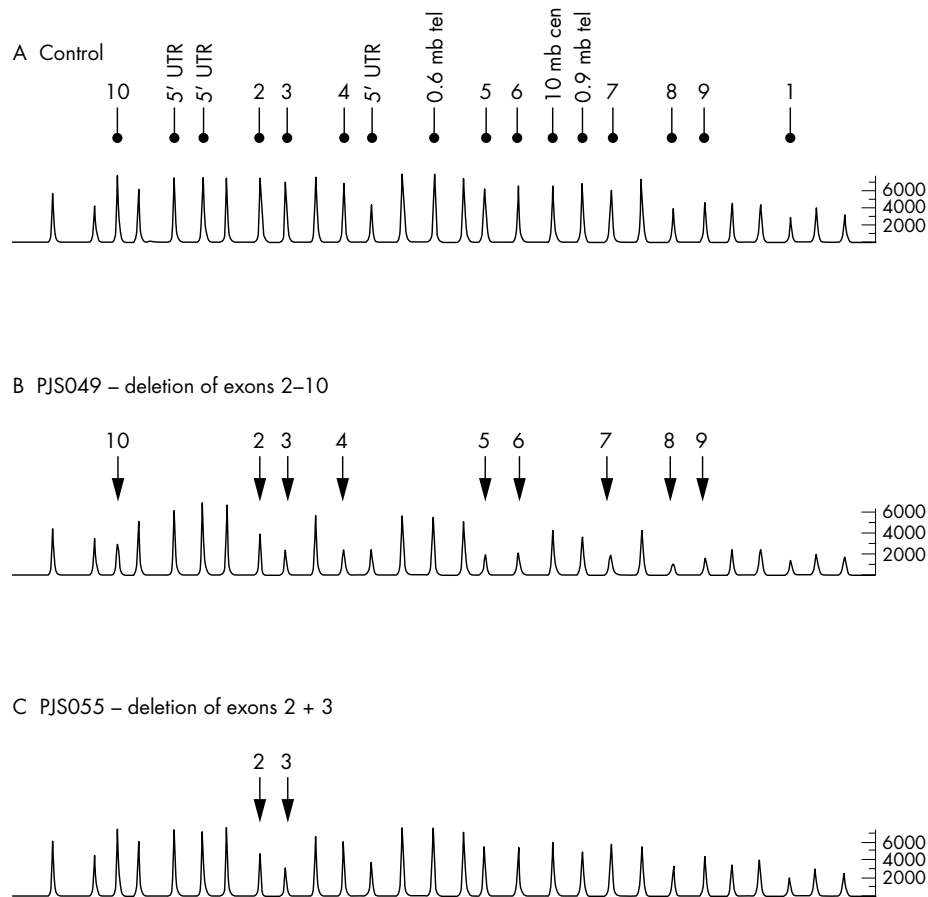 A Control
10 5' UTR 5' UTR 2 3 4 5' UTR 0.6 mb tel 5 6 10 mb cen 0.9 mb tel 7 8 9 1
6000
4000
2000
B PJS049 – deletion of exons 2–10
10 2 3 4 5 6 7 8 9
6000
4000
2000
C PJS055 – deletion of exons 2 + 3
2 3
6000
4000
2000